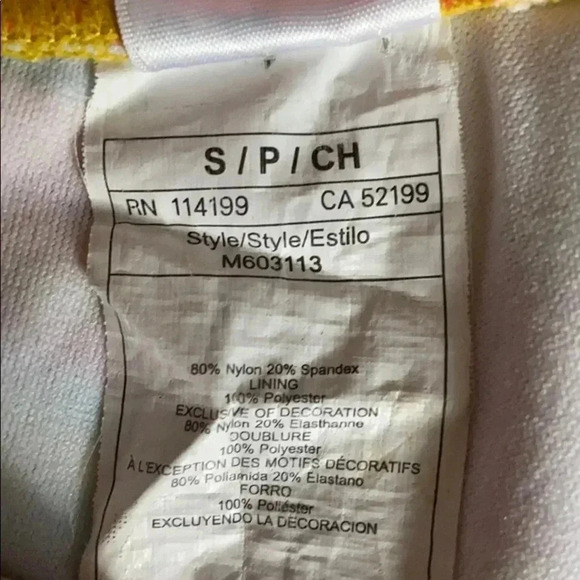 S / P / CH
RN 114199 CA 52199
Style/Style/Estilo
M603113
80% Nylon 20% Spandex
LINING
100% Polyester
EXCLUSIVE OF DECORATION
80% Nylon 20% Elasthanne
DOUBLURE
100% Polyester
À L'EXCEPTION DES MOTIFS DÉCORATIFS
80% Poliamida 20% Elastano
FORRO
100% Poliéster
EXCLUYENDO LA DECORACION